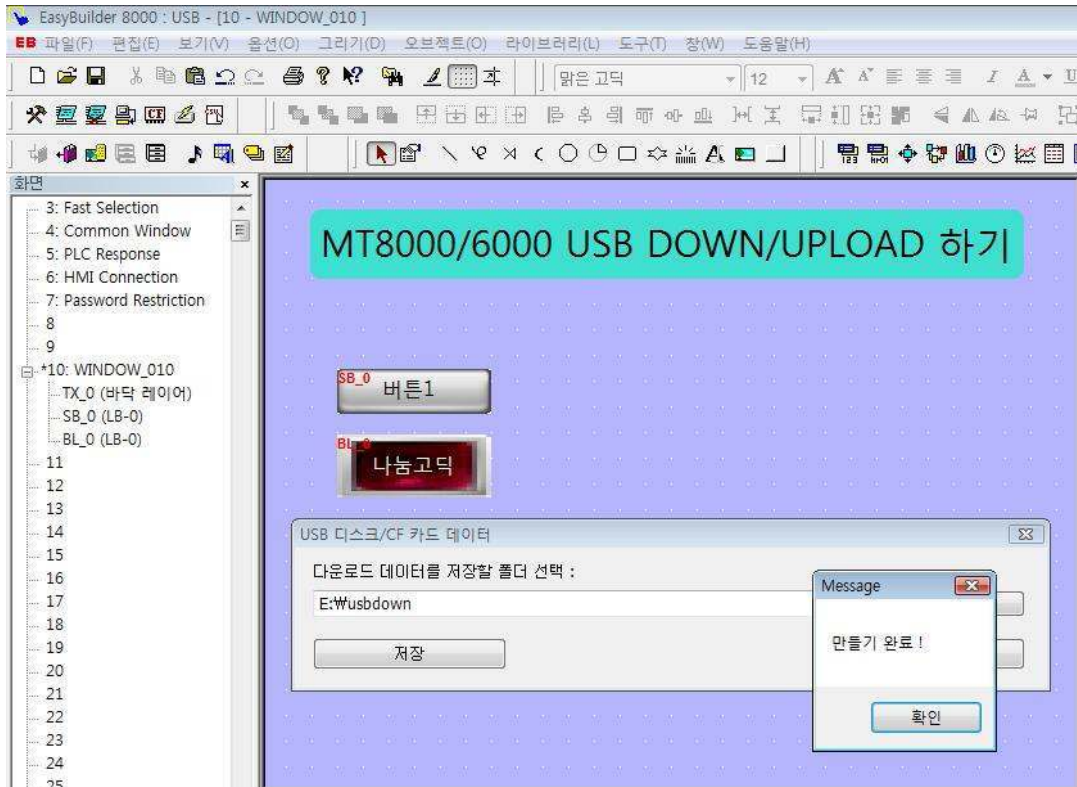 EasyBuilder 8000 : USB - [10 - WINDOW_010 ]
EB 파일(F) 편집(E) 보기(V) 옵션(O) 그리기(D) 오브젝트(O) 라이브러리(L) 도구(T) 창(W) 도움말(H)
맑은 고딕 12
화면
3: Fast Selection
4: Common Window
5: PLC Response
6: HMI Connection
7: Password Restriction
8
9
*10: WINDOW_010
TX_0 (바닥 레이어)
SB_0 (LB-0)
BL_0 (LB-0)
11
12
13
14
15
16
17
18
19
20
21
22
23
24
25
MT8000/6000 USB DOWN/UPLOAD 하기
SB_0
버튼1
BL_0
나눔고딕
USB 디스크/CF 카드 데이터
다운로드 데이터를 저장할 폴더 선택 :
E:₩usbdown
저장
Message
만들기 완료 !
확인